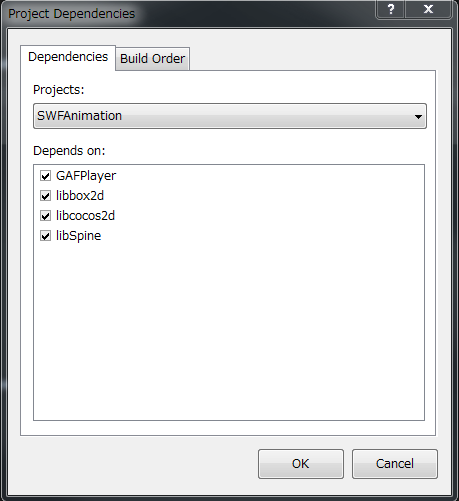 Project Dependencies
Dependencies
Build Order
Projects:
SWFAnimation
Depends on:
GAFPlayer
libbox2d
libcocos2d
libSpine
OK
Cancel